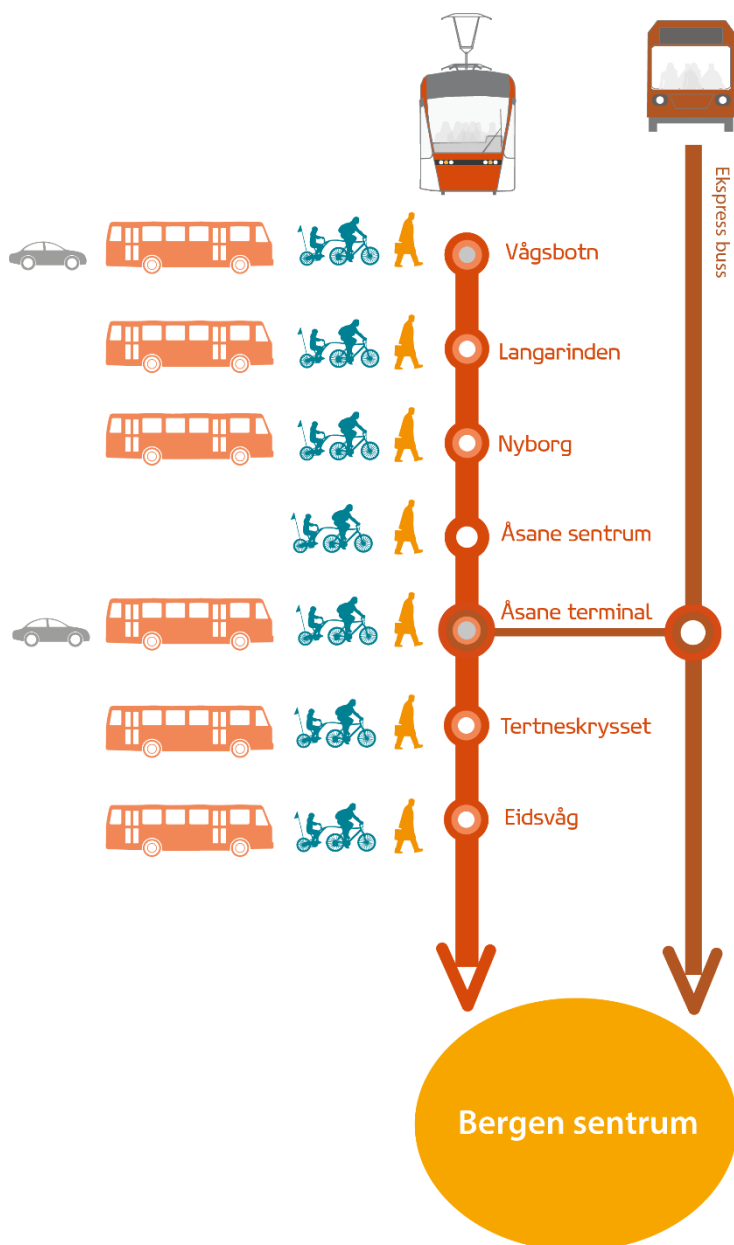 Ekspress buss
Vågsbotn
Langarinden
Nyborg
Åsane sentrum
Åsane terminal
Tertneskrysset
Eidsvåg
Bergen sentrum